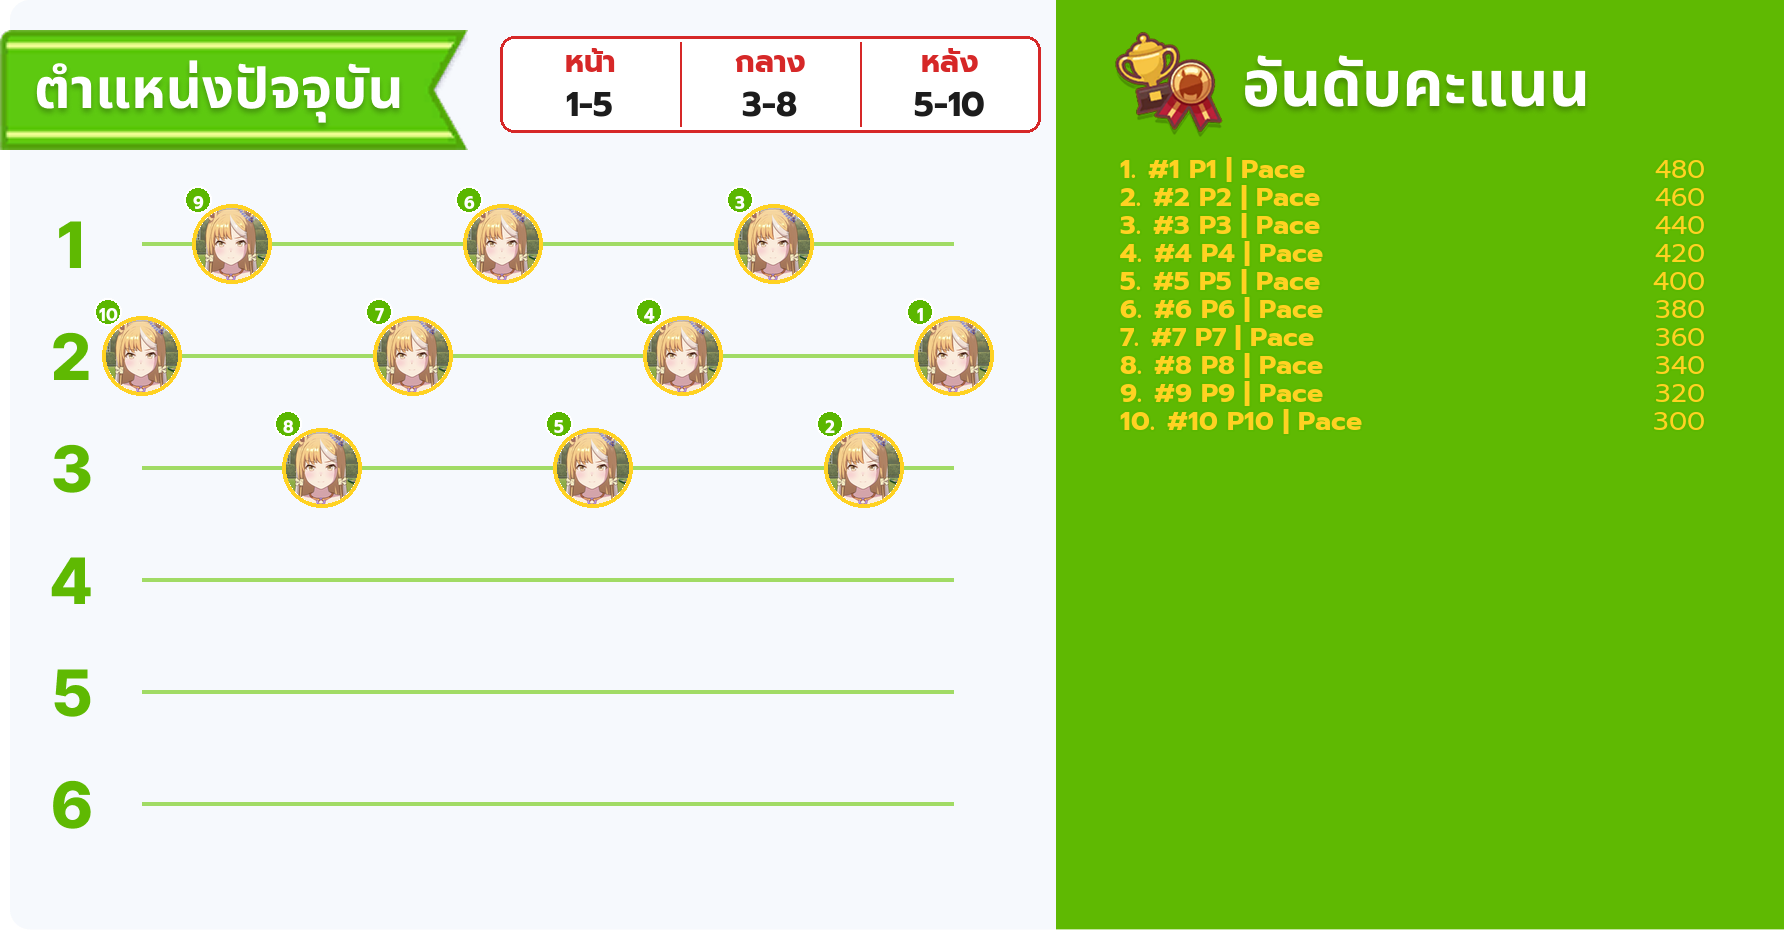 ตำแหน่งปัจจุบัน
หน้า กลาง หลัง
1-5 3-8 5-10
1 9 6 3
2 10 7 4 1
3 8 5 2
4
5
6
อันดับคะแนน
1. #1 P1 | Pace 480
2. #2 P2 | Pace 460
3. #3 P3 | Pace 440
4. #4 P4 | Pace 420
5. #5 P5 | Pace 400
6. #6 P6 | Pace 380
7. #7 P7 | Pace 360
8. #8 P8 | Pace 340
9. #9 P9 | Pace 320
10. #10 P10 | Pace 300